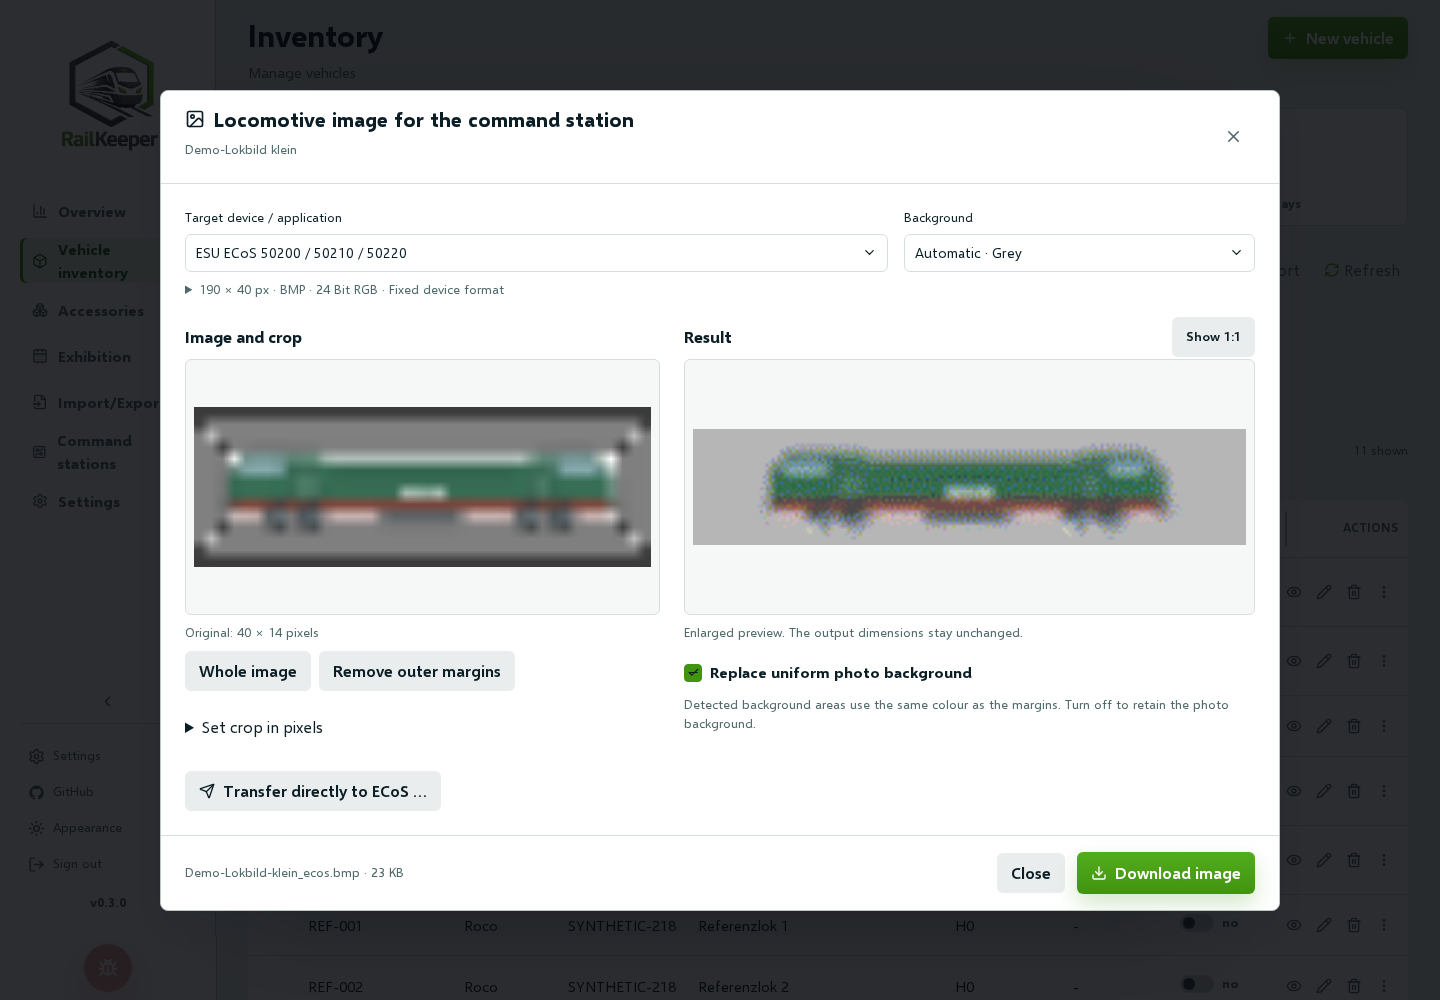 Inventory
Manage vehicles
New vehicle
RailKeeper
Overview
Vehicle
inventory
Accessories
Exhibition
Import/Expor
Command
stations
Settings
Settings
GitHub
Appearance
Sign out
v0.3.0
Locomotive image for the command station
Demo-Lokbild klein
Target device / application
Background
ESU ECoS 50200 / 50210 / 50220
Automatic · Grey
190 × 40 px · BMP · 24 Bit RGB · Fixed device format
Image and crop
Result
Show 1:1
Original: 40 × 14 pixels
Enlarged preview. The output dimensions stay unchanged.
Whole image
Remove outer margins
Replace uniform photo background
Detected background areas use the same colour as the margins. Turn off to retain the photo
background.
Set crop in pixels
Transfer directly to ECoS ...
Demo-Lokbild-klein_ecos.bmp · 23 KB
Close
Download image
ays
ort
Refresh
11 shown
ACTIONS
REF-001 Roco SYNTHETIC-218 Referenzlok 1 H0 - no
REF-002 Roco SYNTHETIC-218 Referenzlok 2 H0 - no